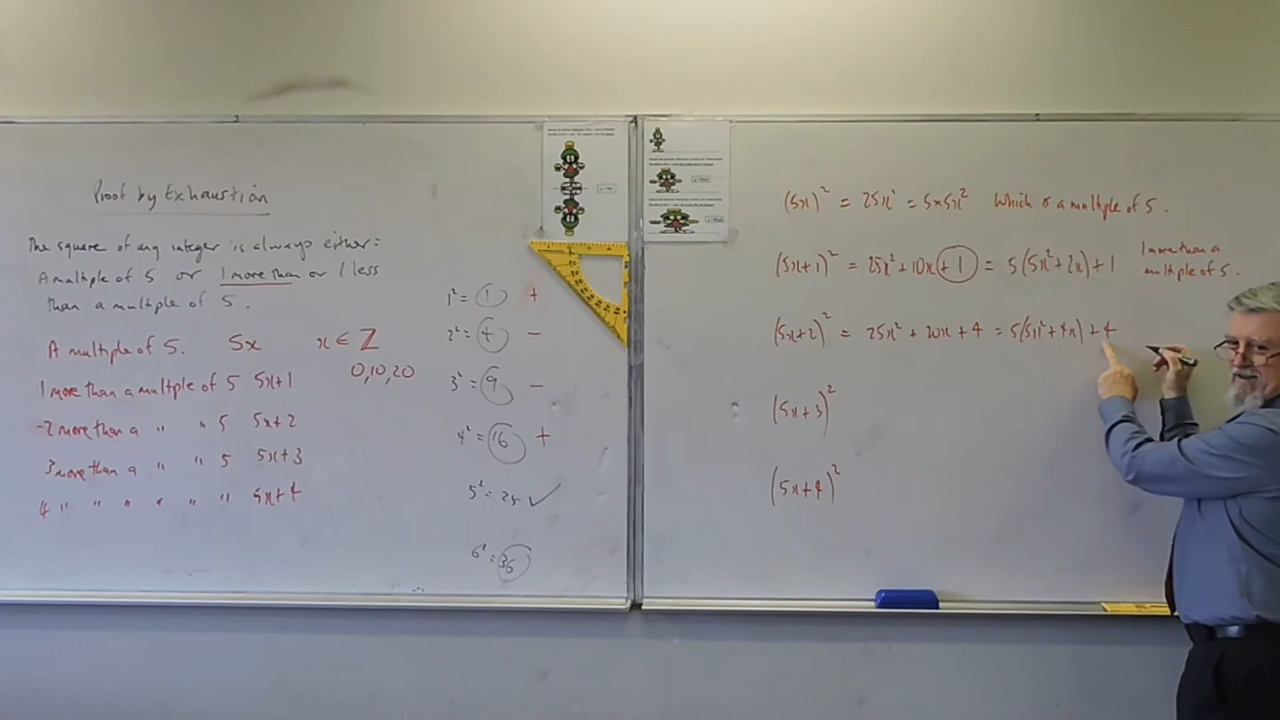 Proof by Exhaustion
The square of any integer is always either:
A multiple of 5 or 1 more than or 1 less
than a multiple of 5.
A multiple of 5. 5x x ∈ ℤ
0,10,20
1 more than a multiple of 5 5x+1
2 more than a " " 5 5x+2
3 more than a " " 5 5x+3
4 " " " " " " 5x+4
1² = 1 +
2² = 4 −
3² = 9 −
4² = 16 +
5² = 25 ✓
6² = 36
(5x)² = 25x² = 5×5x² Which is a multiple of 5.
(5x+1)² = 25x² + 10x + 1 = 5(5x²+2x)+1 1 more than a
multiple of 5.
(5x+2)² = 25x² + 20x + 4 = 5(5x²+4x)+4
(5x+3)²
(5x+4)²